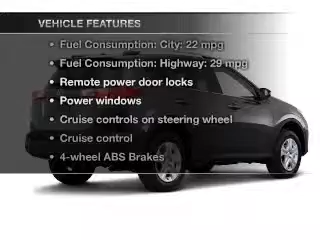 VEHICLE FEATURES
• Fuel Consumption: City: 22 mpg
• Fuel Consumption: Highway: 29 mpg
• Remote power door locks
• Power windows
• Cruise controls on steering wheel
• Cruise control
• 4-wheel ABS Brakes